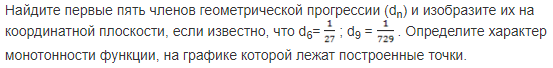 Найдите первые пять членов геометрической прогрессии (dₙ) и изобразите их на
координатной плоскости, если известно, что d₆= 1/27 ; d₉ = 1/729 . Определите характер
монотонности функции, на графике которой лежат построенные точки.